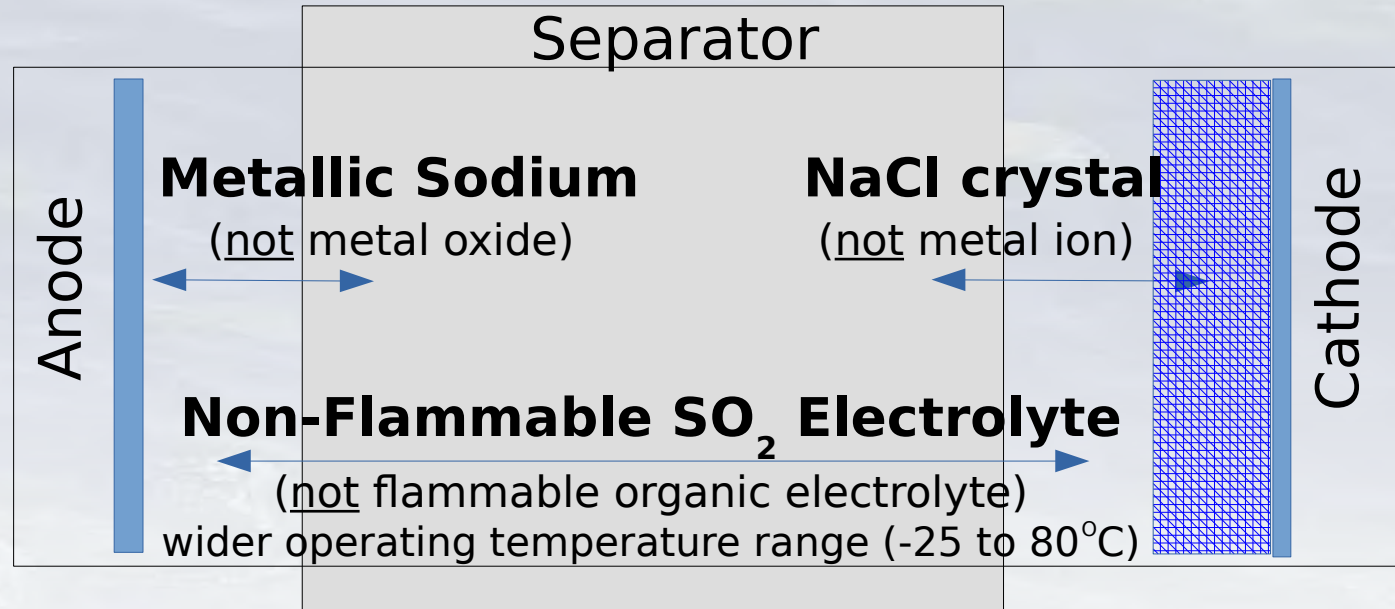 Separator
Anode
Metallic Sodium
(not metal oxide)
NaCl crystal
(not metal ion)
Cathode
Non-Flammable SO₂ Electrolyte
(not flammable organic electrolyte)
wider operating temperature range (-25 to 80°C)